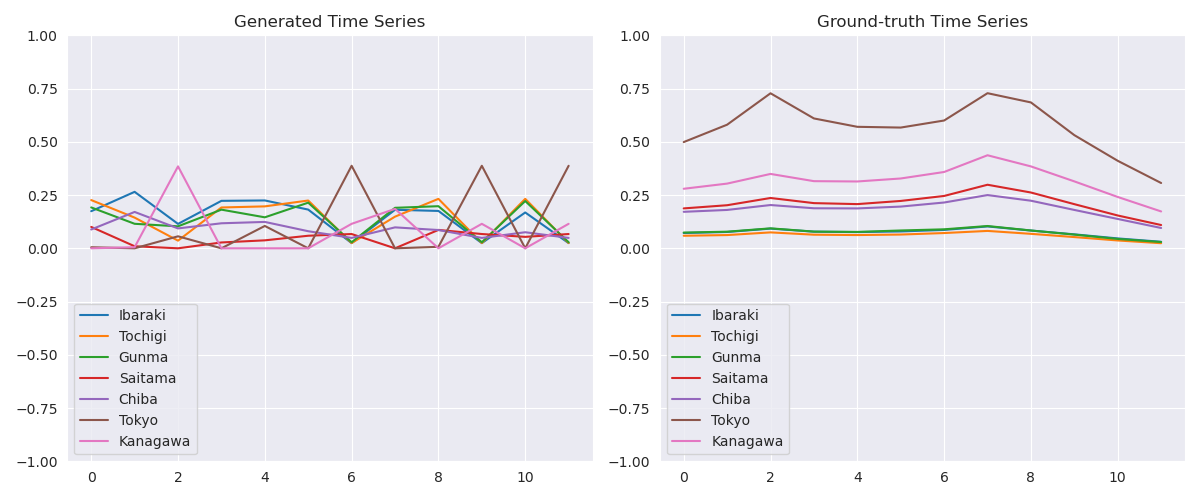 Generated Time Series
1.00
0.75
0.50
0.25
0.00
−0.25
−0.50
−0.75
−1.00
Ibaraki
Tochigi
Gunma
Saitama
Chiba
Tokyo
Kanagawa
0 2 4 6 8 10
Ground-truth Time Series
1.00
0.75
0.50
0.25
0.00
−0.25
−0.50
−0.75
−1.00
Ibaraki
Tochigi
Gunma
Saitama
Chiba
Tokyo
Kanagawa
0 2 4 6 8 10